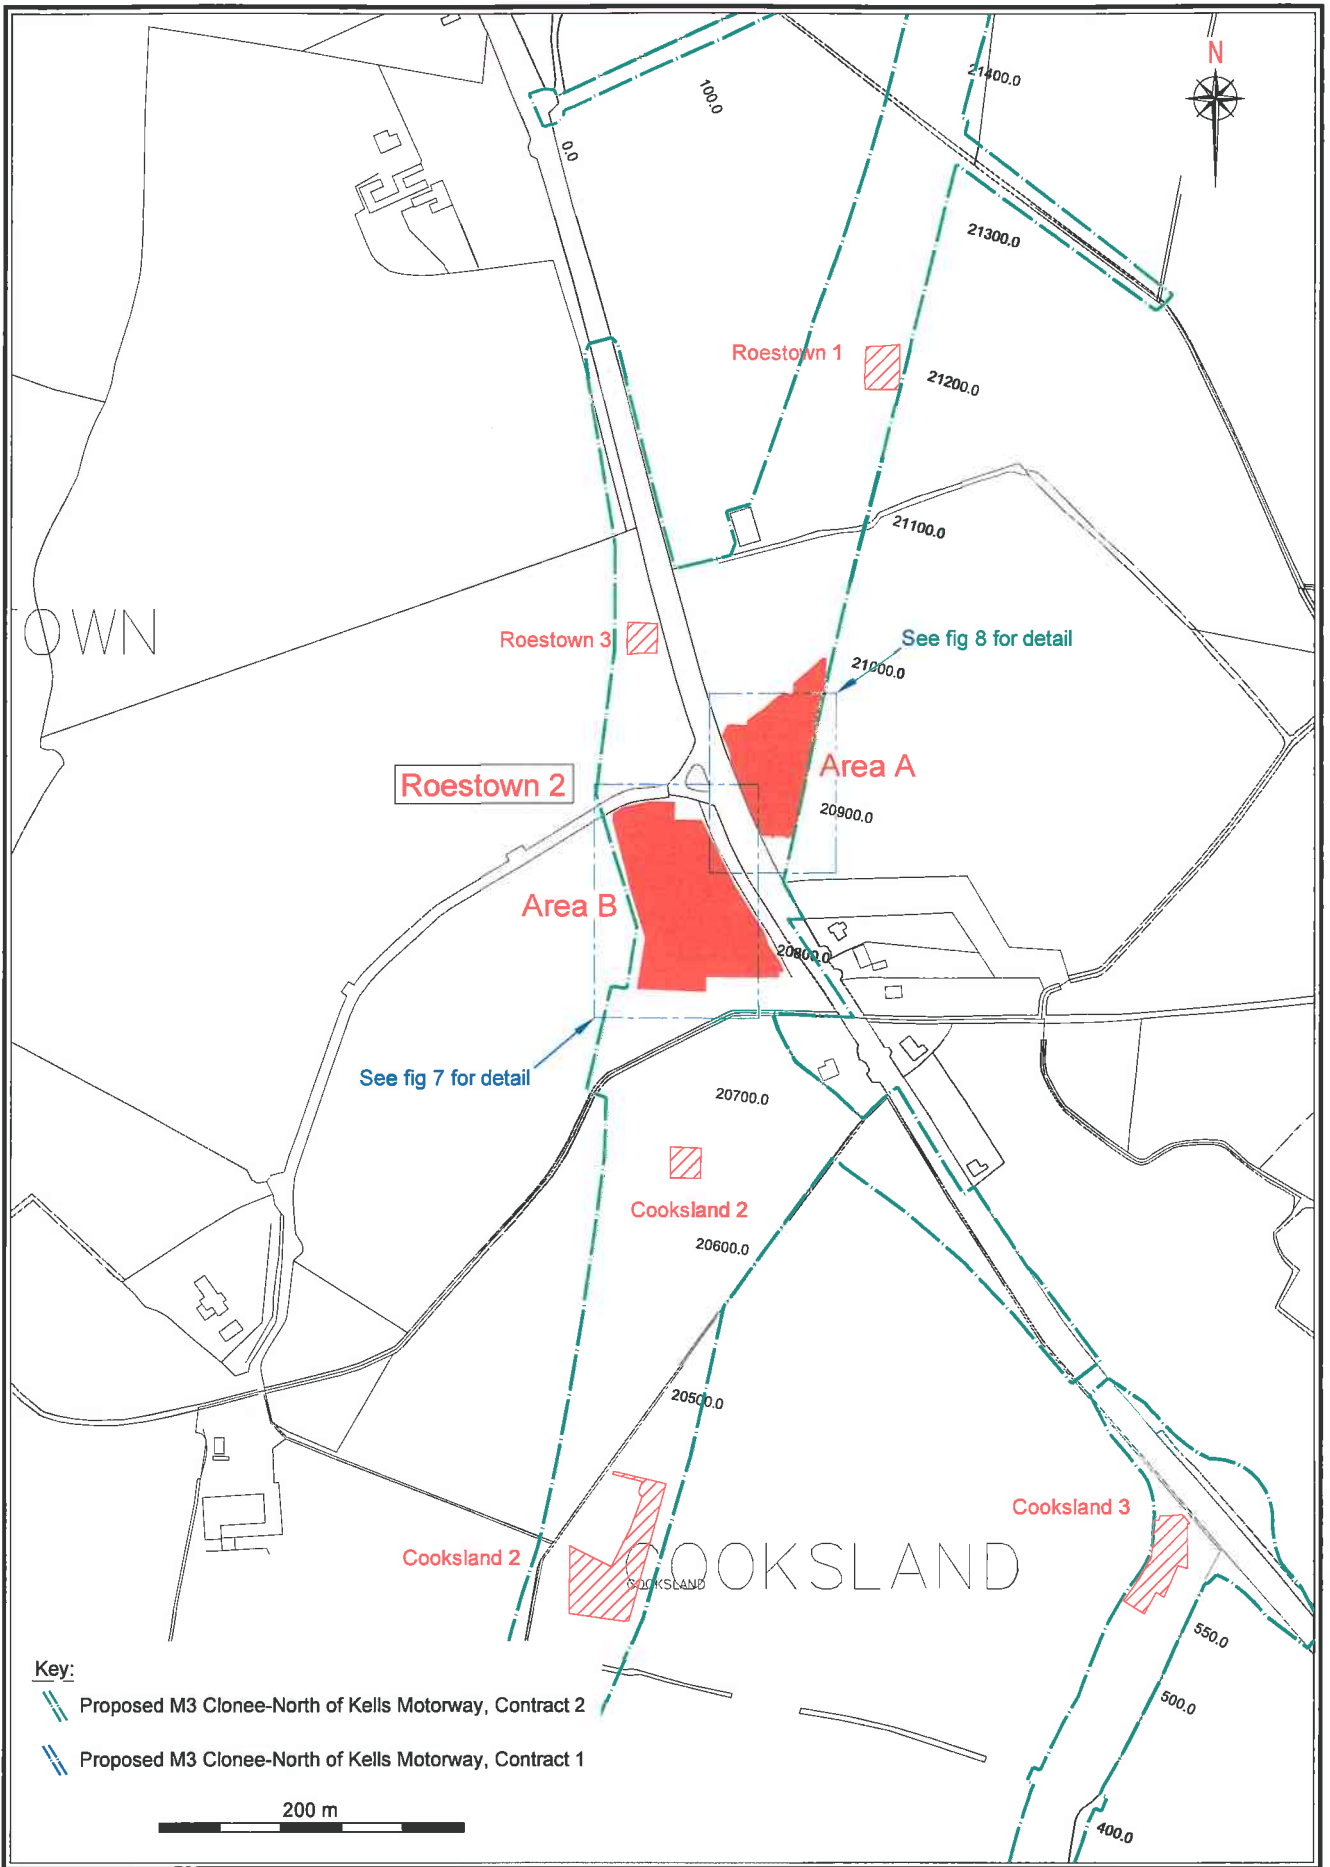 N
21400.0
100.0
0.0
21300.0
Roestown 1
21200.0
21100.0
TOWN
Roestown 3
See fig 8 for detail
21000.0
Area A
Roestown 2
20900.0
Area B
20800.0
See fig 7 for detail
20700.0
Cooksland 2
20600.0
20500.0
Cooksland 3
Cooksland 2
COOKSLAND
COOKSLAND
550.0
Key:
Proposed M3 Clonee-North of Kells Motorway, Contract 2
500.0
Proposed M3 Clonee-North of Kells Motorway, Contract 1
200 m
400.0